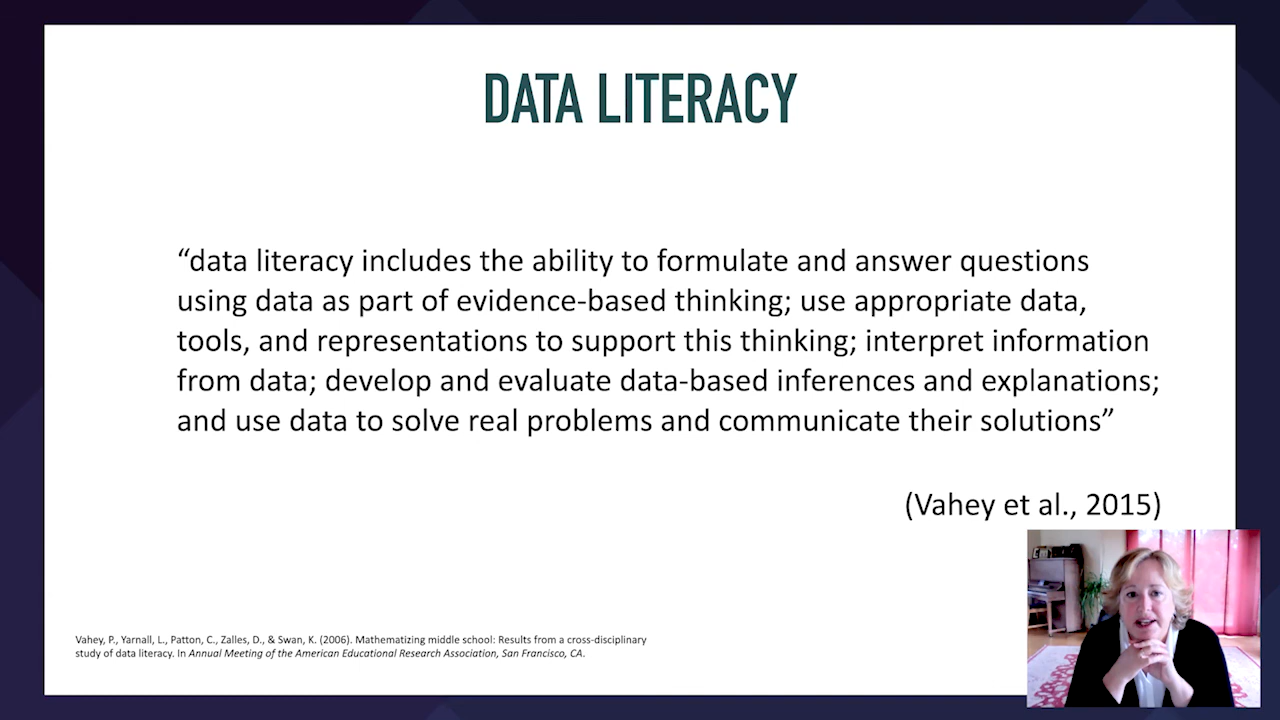 DATA LITERACY
“data literacy includes the ability to formulate and answer questions
using data as part of evidence-based thinking; use appropriate data,
tools, and representations to support this thinking; interpret information
from data; develop and evaluate data-based inferences and explanations;
and use data to solve real problems and communicate their solutions”
(Vahey et al., 2015)
Vahey, P., Yarnall, L., Patton, C., Zalles, D., & Swan, K. (2006). Mathematizing middle school: Results from a cross-disciplinary
study of data literacy. In Annual Meeting of the American Educational Research Association, San Francisco, CA.